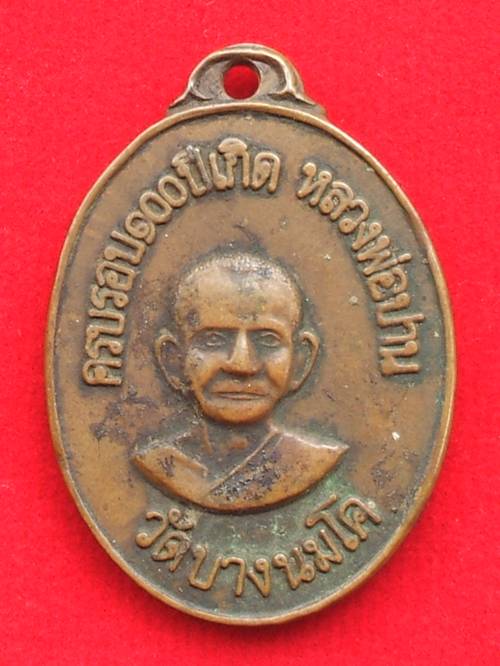 ครบรอบ๑๐๐ปีเกิด หลวงพ่อปาน
วัดบางนมโค